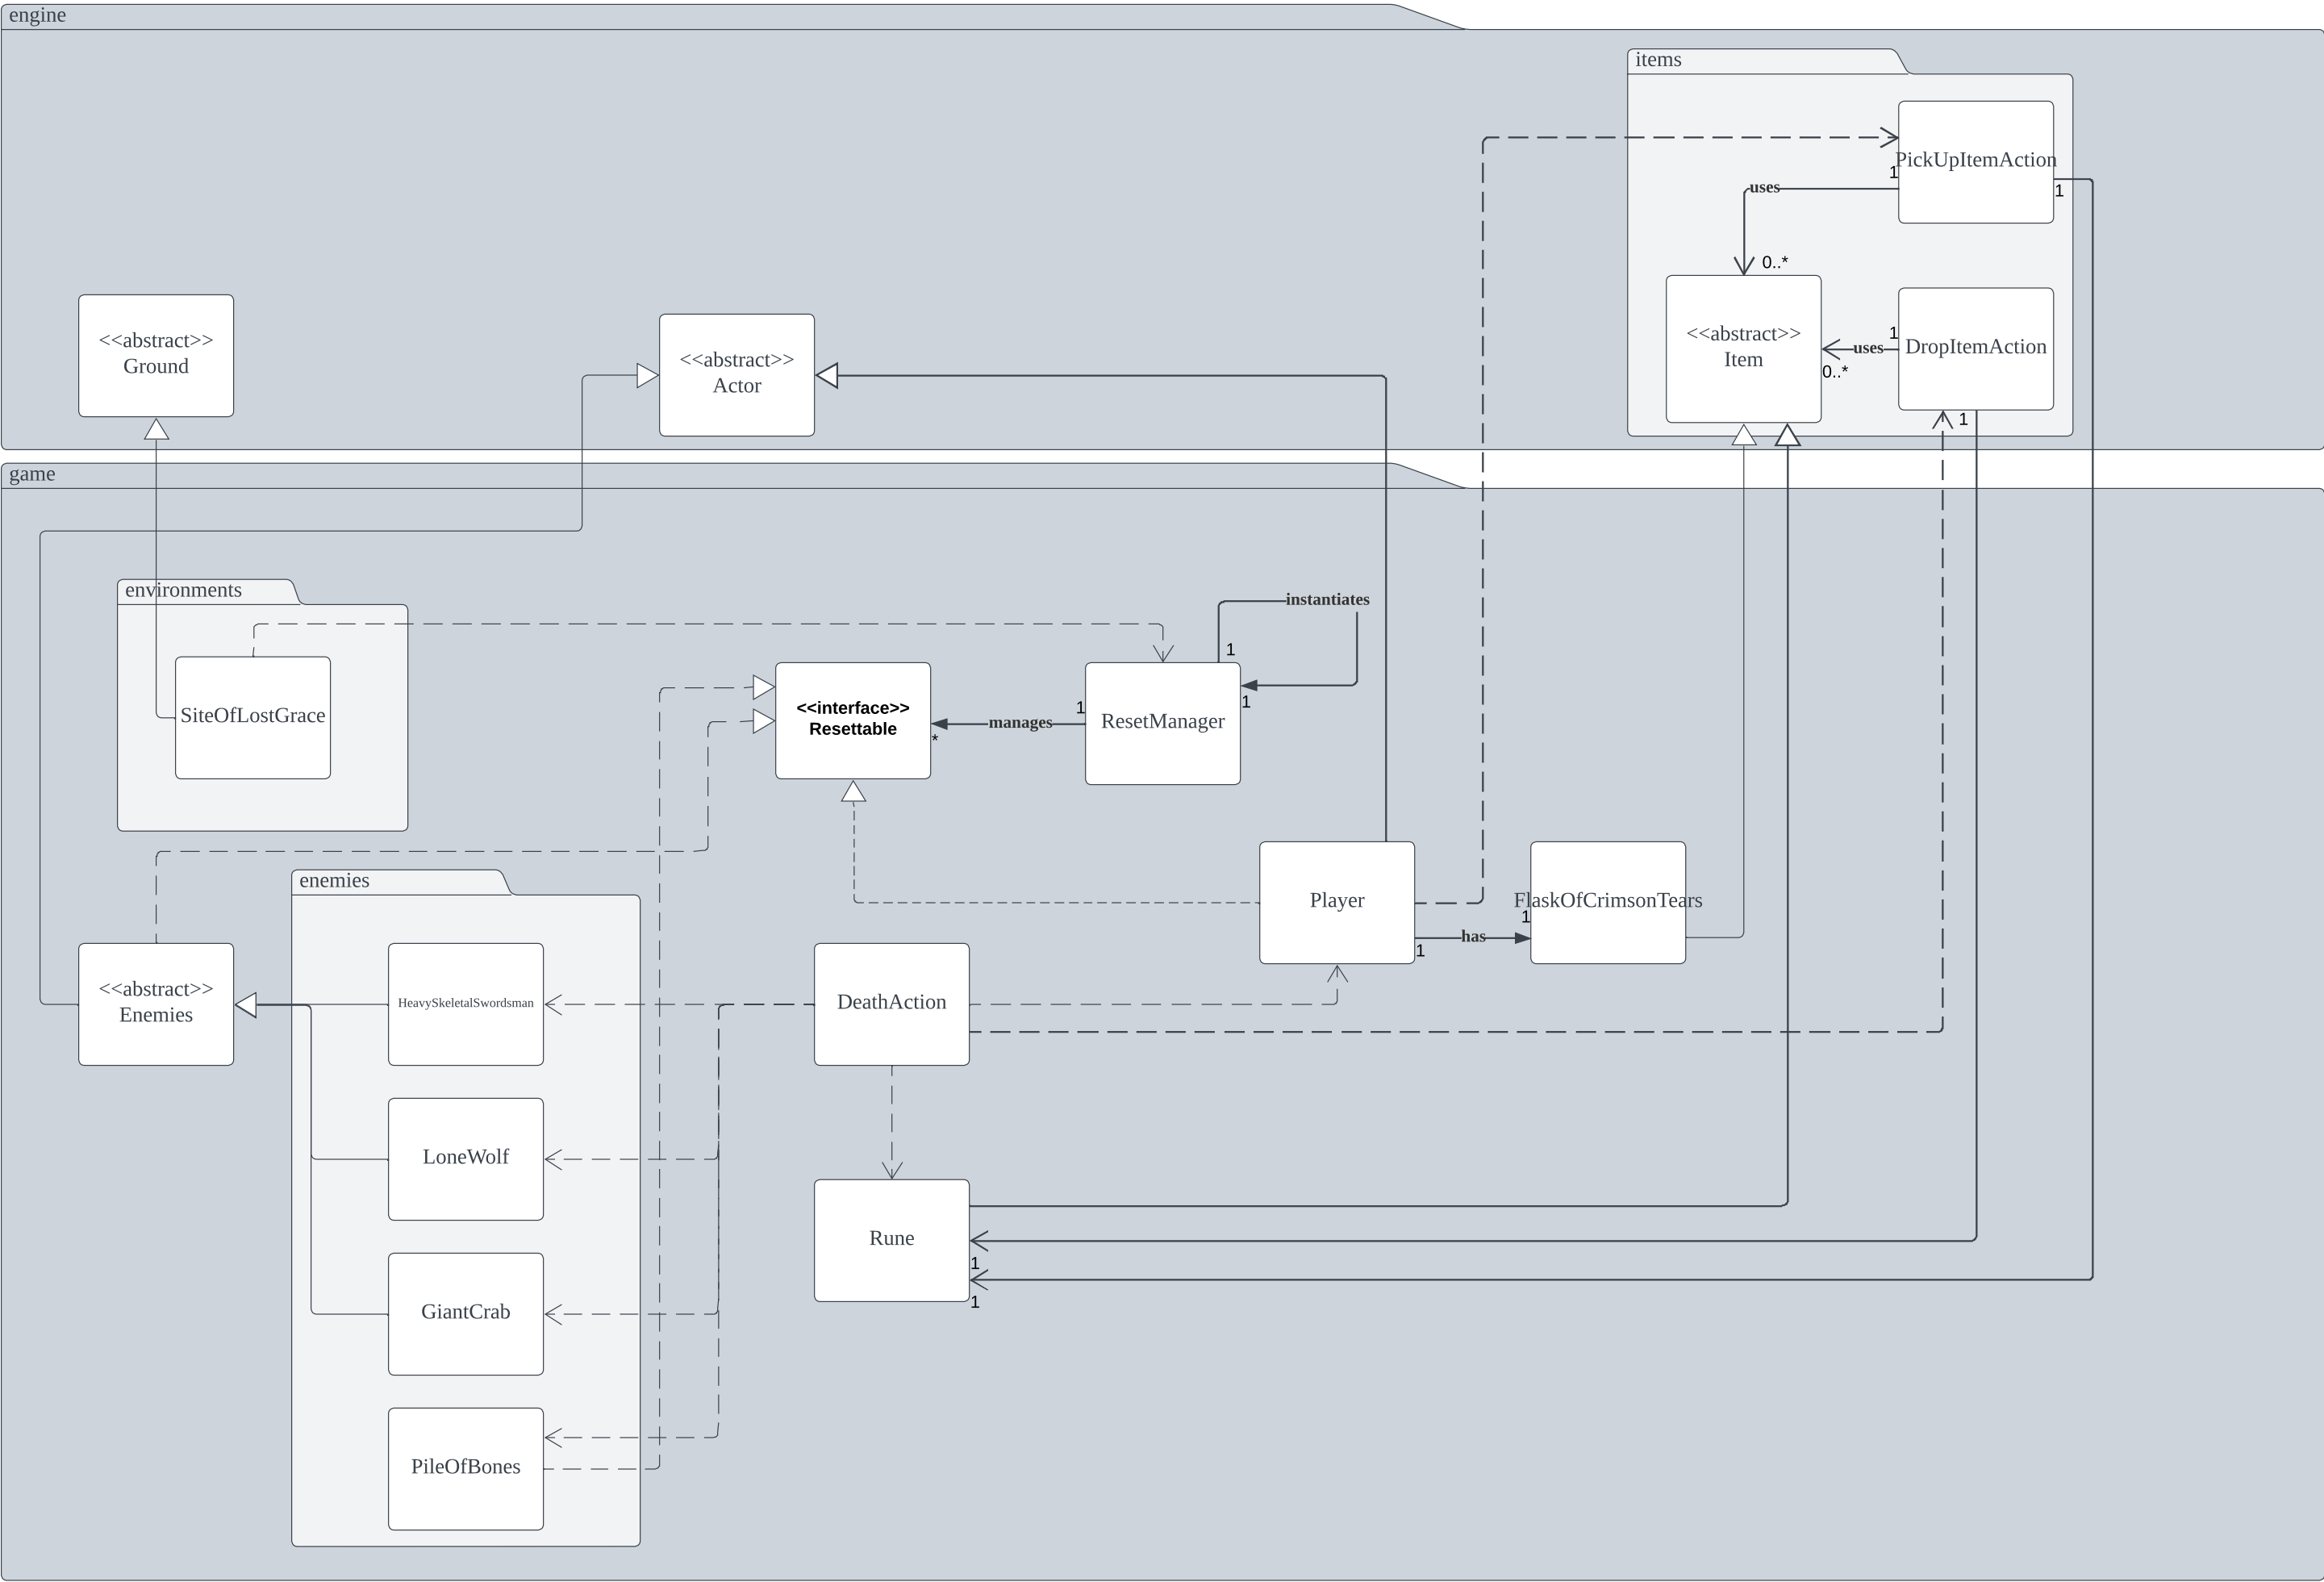 engine
items
PickUpItemAction
1
1
uses
0..*
<<abstract>>
Ground
<<abstract>>
Actor
<<abstract>>
Item
1
uses
0..*
DropItemAction
1
game
environments
SiteOfLostGrace
instantiates
1
1
<<interface>>
Resettable
1
manages
*
ResetManager
Player
FlaskOfCrimsonTears
1
has
1
enemies
<<abstract>>
Enemies
HeavySkeletalSwordsman
DeathAction
LoneWolf
Rune
1
1
GiantCrab
PileOfBones